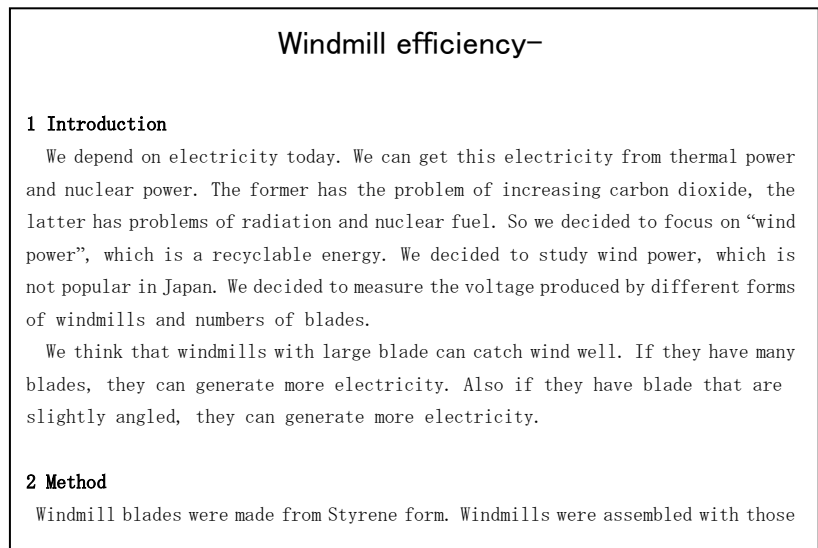 Windmill efficiency−
1 Introduction
We depend on electricity today. We can get this electricity from thermal power
and nuclear power. The former has the problem of increasing carbon dioxide, the
latter has problems of radiation and nuclear fuel. So we decided to focus on “wind
power”, which is a recyclable energy. We decided to study wind power, which is
not popular in Japan. We decided to measure the voltage produced by different forms
of windmills and numbers of blades.
We think that windmills with large blade can catch wind well. If they have many
blades, they can generate more electricity. Also if they have blade that are
slightly angled, they can generate more electricity.
2 Method
Windmill blades were made from Styrene form. Windmills were assembled with those